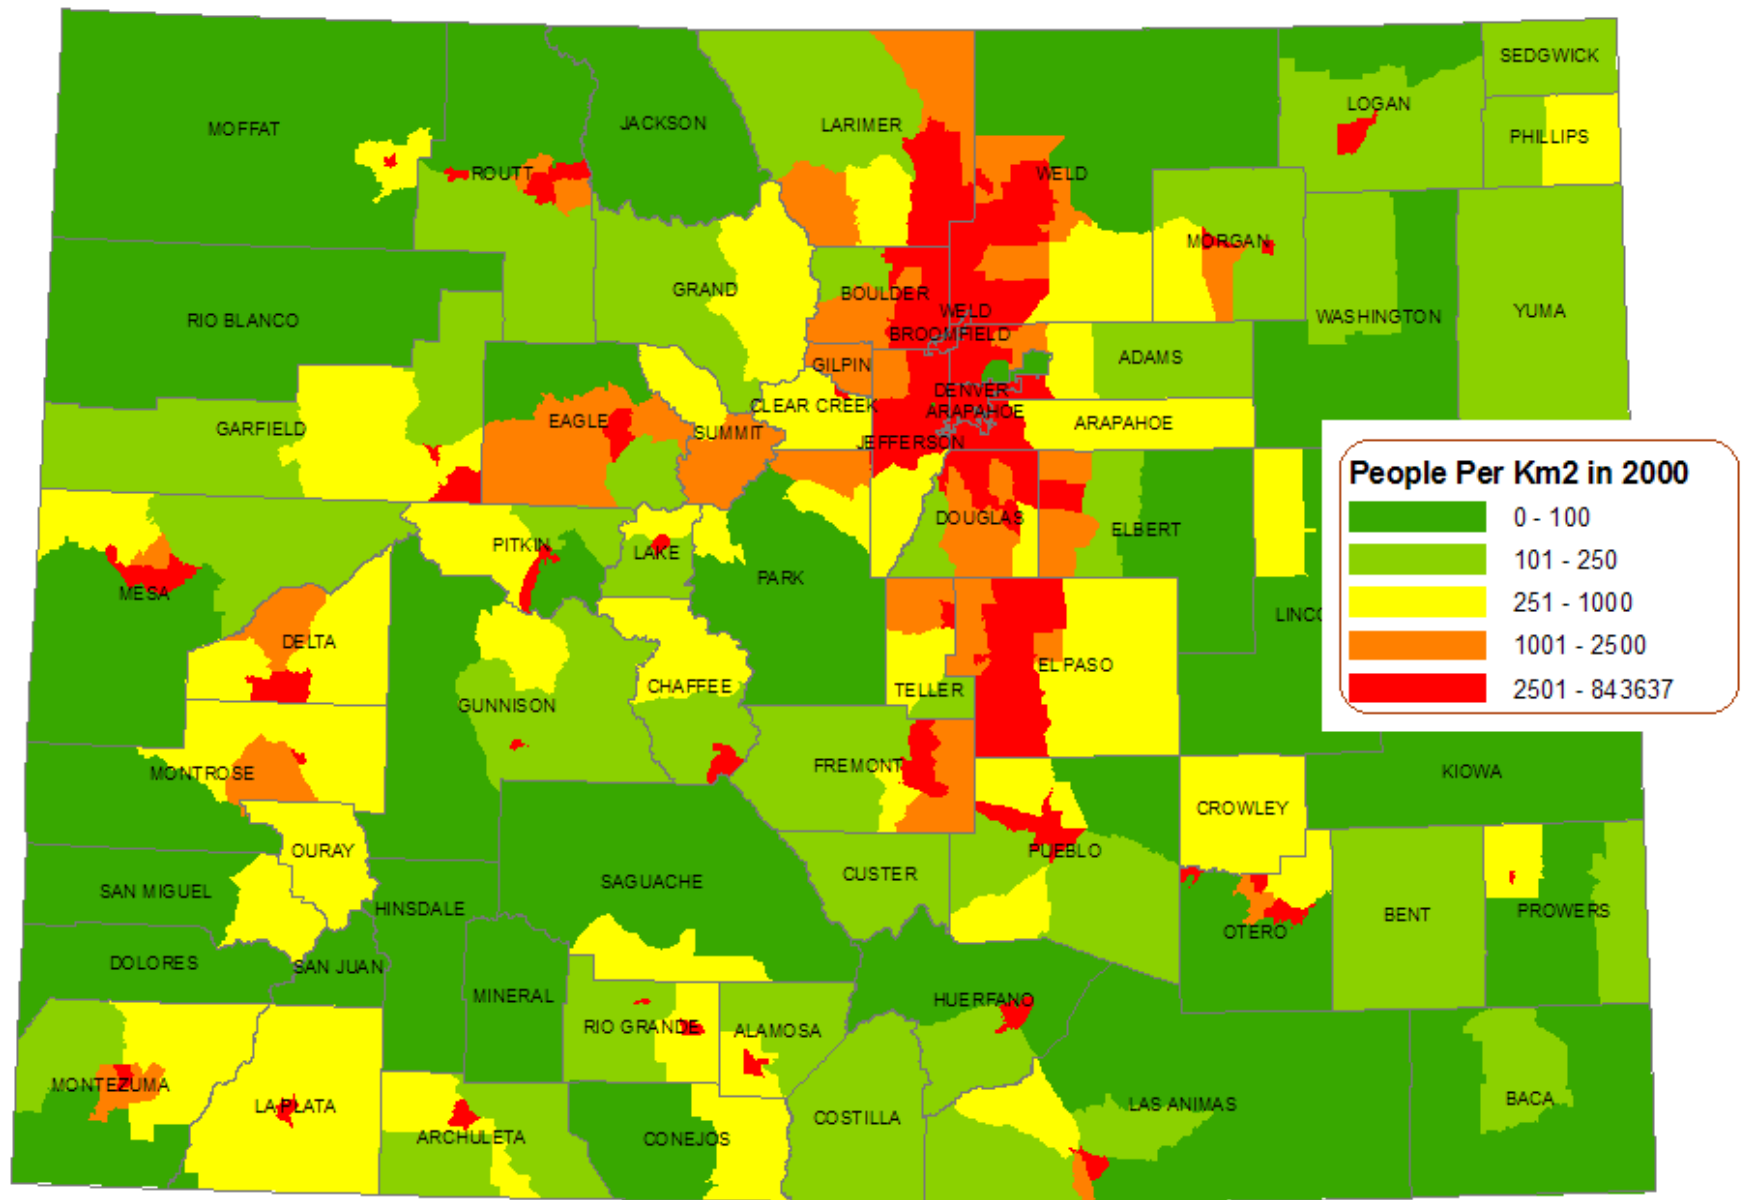 SEDGWICK
LOGAN
JACKSON
LARIMER
MOFFAT
PHILLIPS
ROUTT
WELD
MORGAN
GRAND
BOULDER
WELD
YUMA
RIO BLANCO
WASHINGTON
BROOMFIELD
ADAMS
GILPIN
DENVER
CLEAR CREEK
ARAPAHOE
EAGLE
ARAPAHOE
GARFIELD
SUMMIT
JEFFERSON
People Per Km2 in 2000
0 - 100
101 - 250
251 - 1000
1001 - 2500
2501 - 843637
DOUGLAS
ELBERT
PITKIN
LAKE
PARK
MESA
LINCO
DELTA
EL PASO
CHAFFEE
TELLER
GUNNISON
FREMONT
MONTROSE
KIOWA
CROWLEY
OURAY
PUEBLO
CUSTER
SAGUACHE
SAN MIGUEL
HINSDALE
BENT
PROWERS
OTERO
DOLORES
SAN JUAN
MINERAL
HUERFANO
RIO GRANDE
ALAMOSA
MONTEZUMA
LA PLATA
LAS ANIMAS
BACA
COSTILLA
ARCHULETA
CONEJOS